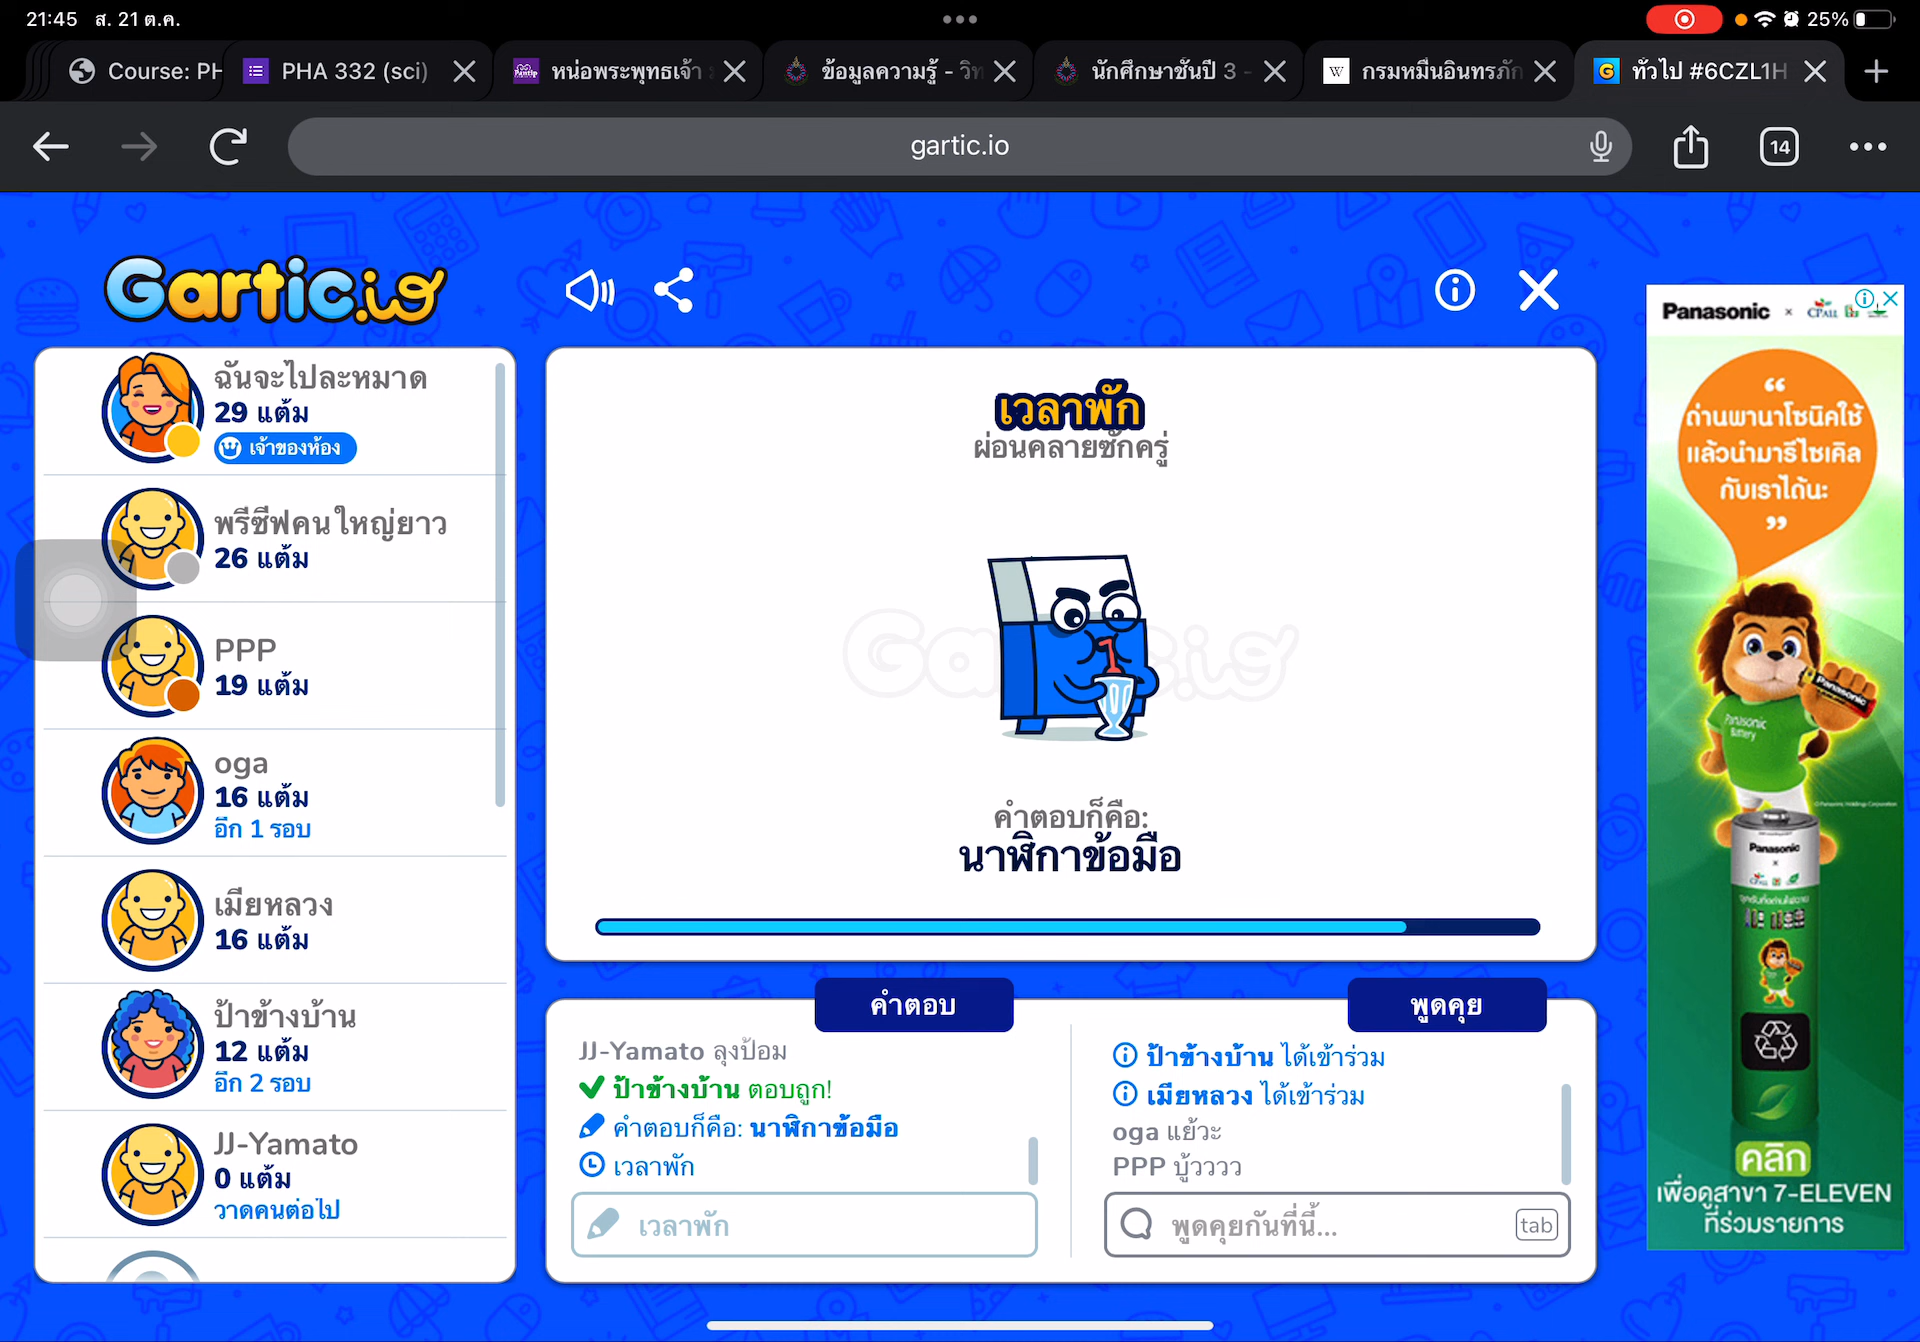 21:45 ส. 21 ต.ค.
25%
Course: PH
PHA 332 (sci)
หน่อพระพุทธเจ้า
ข้อมูลความรู้ - วิท
นักศึกษาชั้นปี 3 -
W กรมหมื่นอินทรภัก
G ทั่วไป #6CZL1H
gartic.io
14
Gartic.io
ฉันจะไปละหมาด
29 แต้ม
เจ้าของห้อง
พรีซีฟคนใหญ่ยาว
26 แต้ม
PPP
19 แต้ม
oga
16 แต้ม
อีก 1 รอบ
เมียหลวง
16 แต้ม
ป้าข้างบ้าน
12 แต้ม
อีก 2 รอบ
JJ-Yamato
0 แต้ม
วาดคนต่อไป
เวลาพัก
ผ่อนคลายซักครู่
คำตอบก็คือ:
นาฬิกาข้อมือ
คำตอบ
JJ-Yamato ลุงป้อม
ป้าข้างบ้าน ตอบถูก!
คำตอบก็คือ: นาฬิกาข้อมือ
เวลาพัก
เวลาพัก
พูดคุย
ป้าข้างบ้าน ได้เข้าร่วม
เมียหลวง ได้เข้าร่วม
oga แย้วะ
PPP บู้วววว
พูดคุยกันที่นี้...
tab
Panasonic × CPALL
“
ถ่านพานาโซนิคใช้
แล้วนำมารีไซเคิล
กับเราได้นะ
”
Panasonic
Panasonic
Battery
Panasonic
×
คลิก
เพื่อดูสาขา 7-ELEVEN
ที่ร่วมรายการ